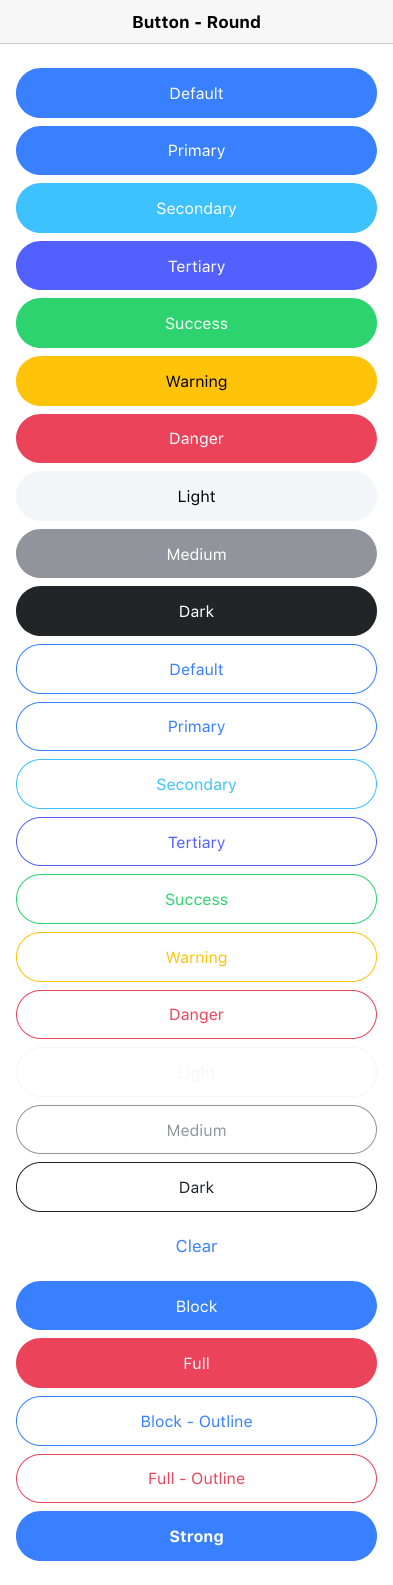 Button - Round
Default
Primary
Secondary
Tertiary
Success
Warning
Danger
Light
Medium
Dark
Default
Primary
Secondary
Tertiary
Success
Warning
Danger
Light
Medium
Dark
Clear
Block
Full
Block - Outline
Full - Outline
Strong